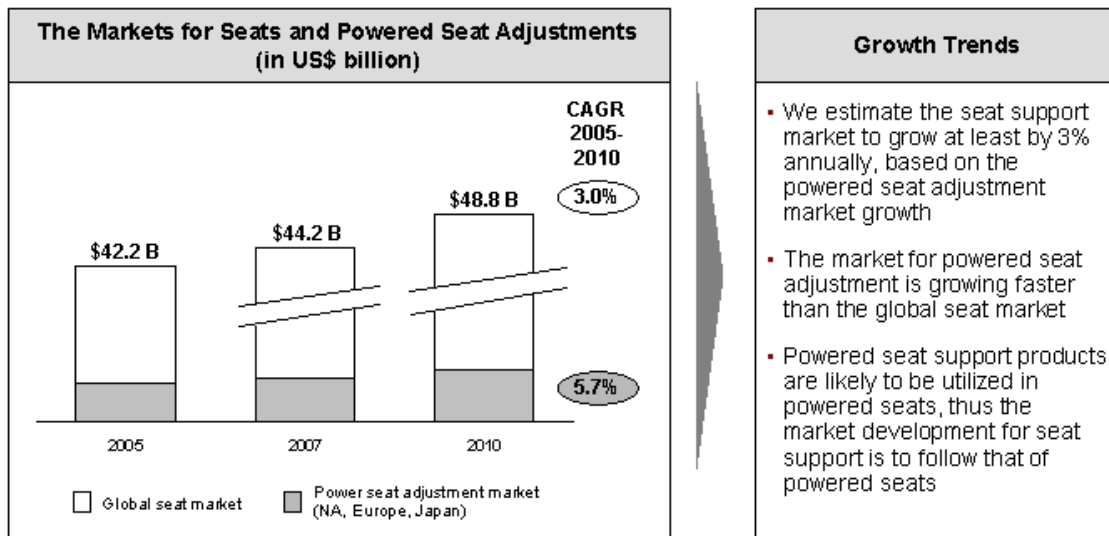 The Markets for Seats and Powered Seat Adjustments
(in US$ billion)
CAGR
2005-
2010
3.0%
$48.8 B
$44.2 B
$42.2 B
5.7%
2005
2007
2010
Global seat market
Power seat adjustment market
(NA, Europe, Japan)
Growth Trends
▪ We estimate the seat support
market to grow at least by 3%
annually, based on the
powered seat adjustment
market growth
▪ The market for powered seat
adjustment is growing faster
than the global seat market
▪ Powered seat support products
are likely to be utilized in
powered seats, thus the
market development for seat
support is to follow that of
powered seats